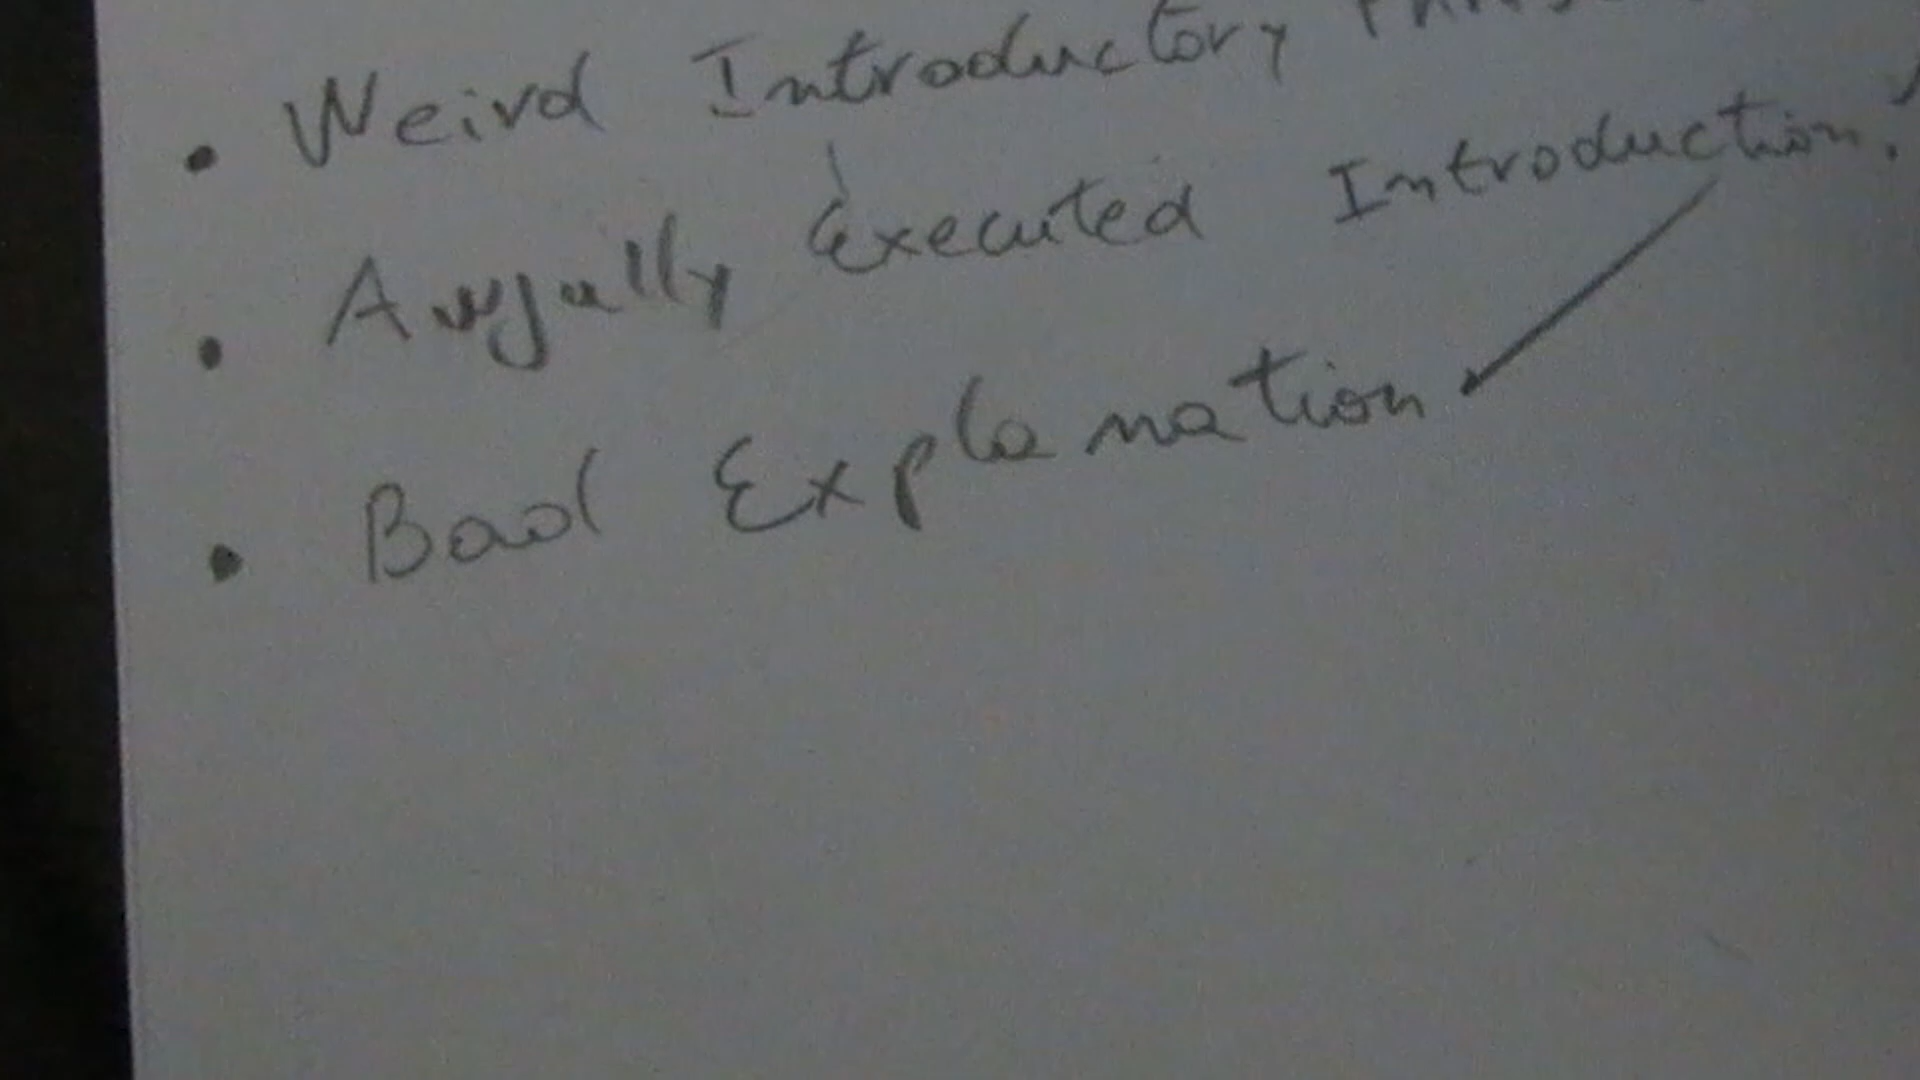 • Weird Introductory
• Awfully Executed Introduction.
• Bad Explanation